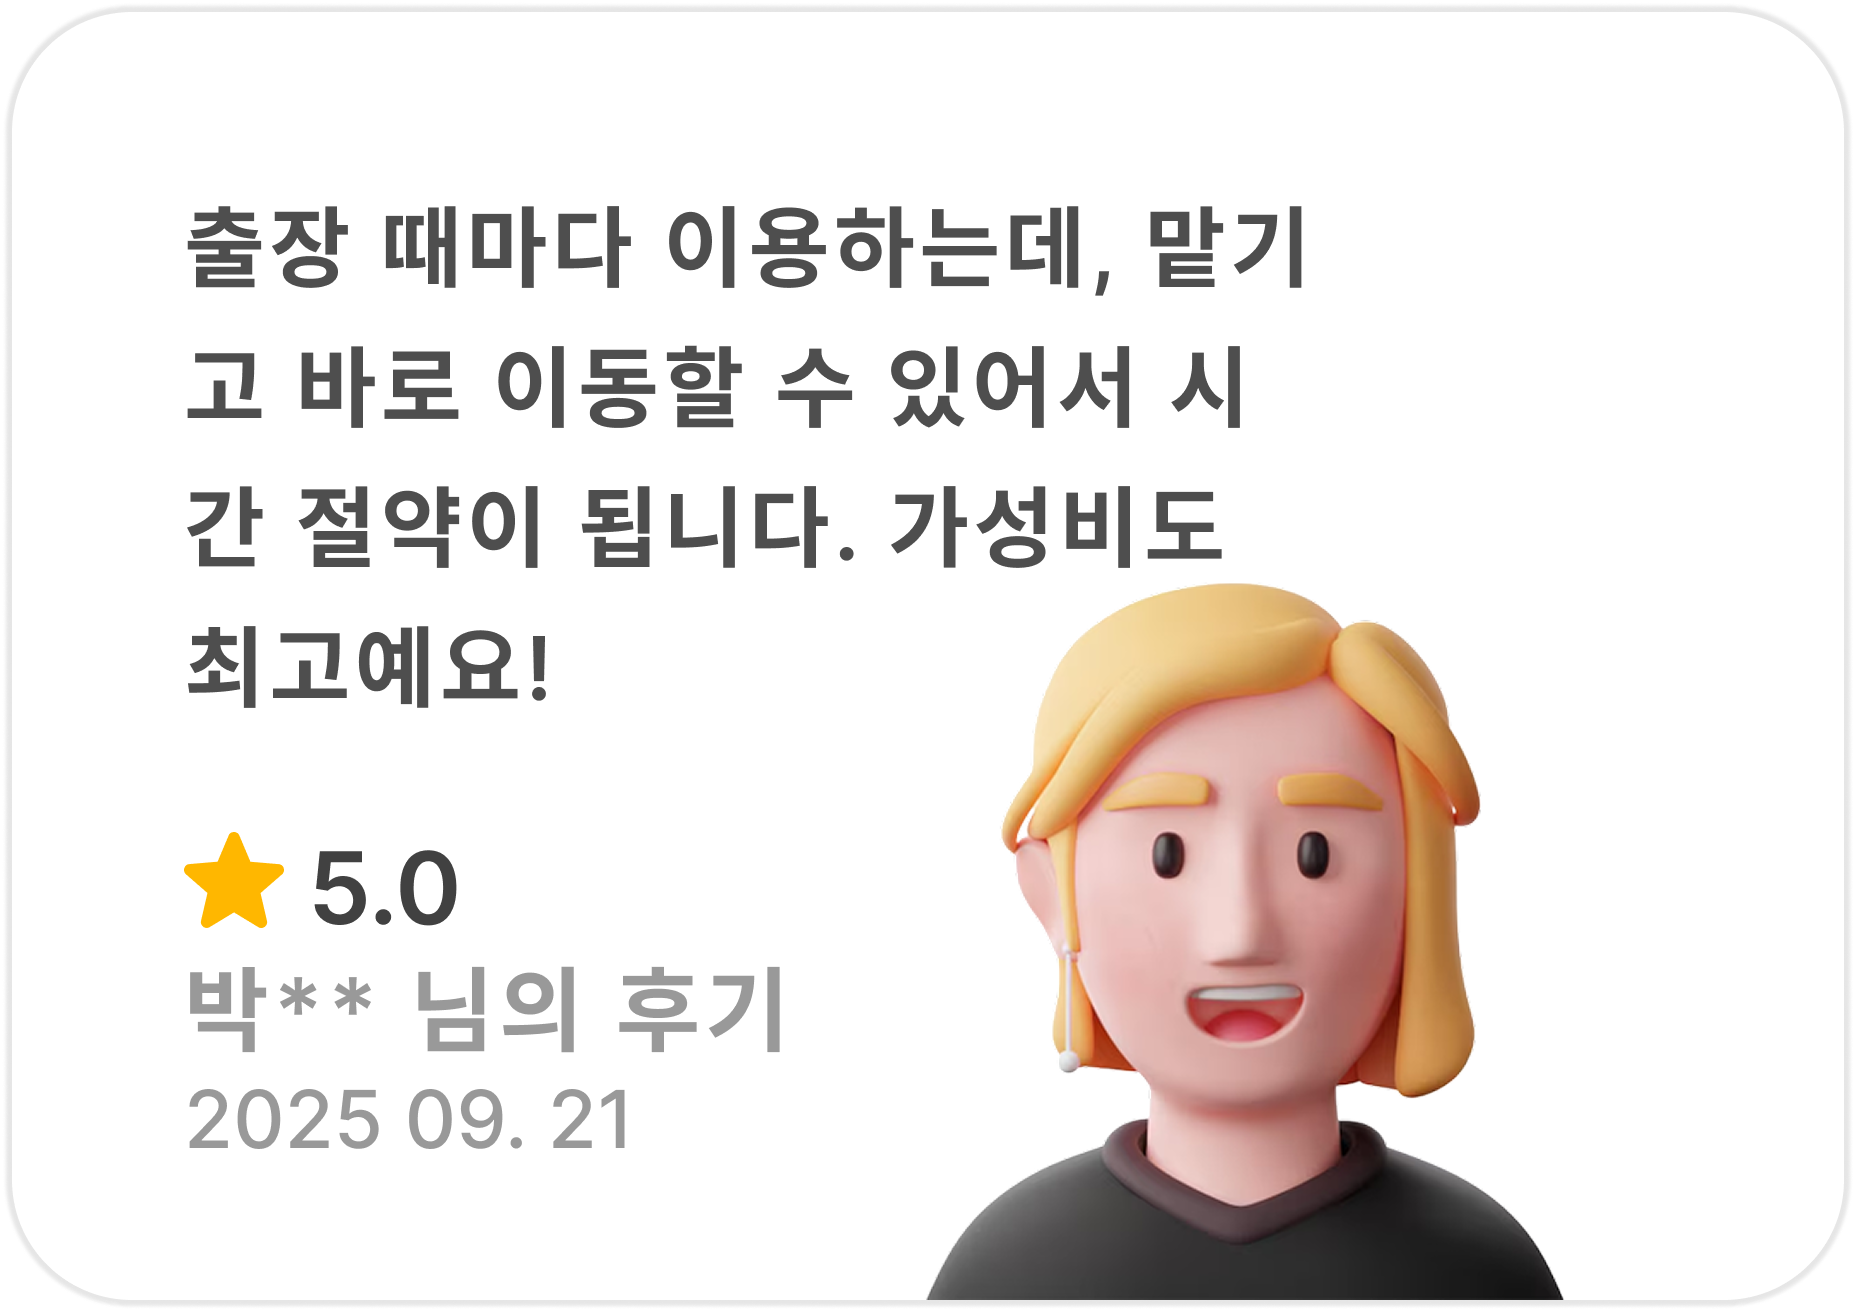 출장 때마다 이용하는데, 맡기
고 바로 이동할 수 있어서 시
간 절약이 됩니다. 가성비도
최고예요!
5.0
박** 님의 후기
2025 09. 21